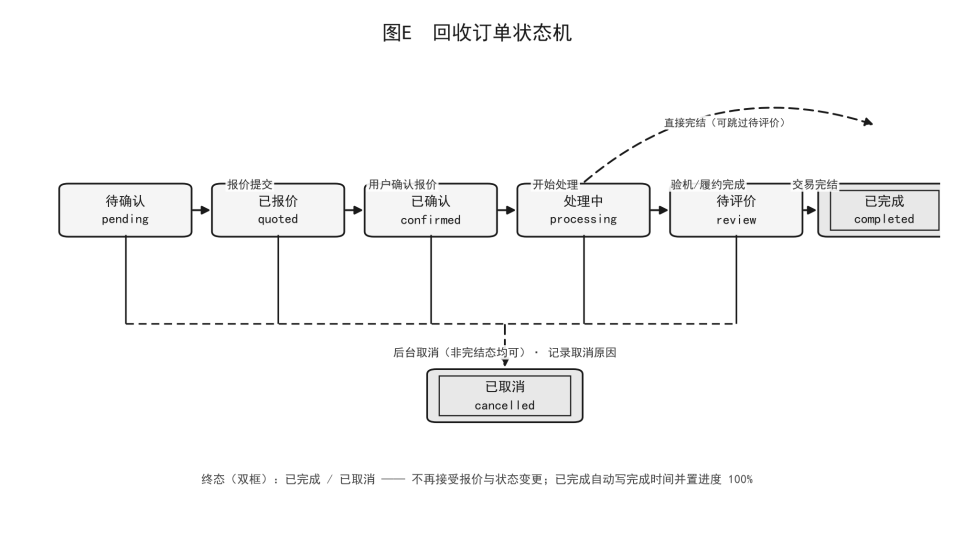 图E 回收订单状态机
直接完结（可跳过待评价）
报价提交
用户确认报价
开始处理
验机/履约完成
交易完结
待确认
pending
已报价
quoted
已确认
confirmed
处理中
processing
待评价
review
已完成
completed
后台取消（非完结态均可）· 记录取消原因
已取消
cancelled
终态（双框）：已完成 / 已取消 —— 不再接受报价与状态变更；已完成自动写完成时间并置进度 100%